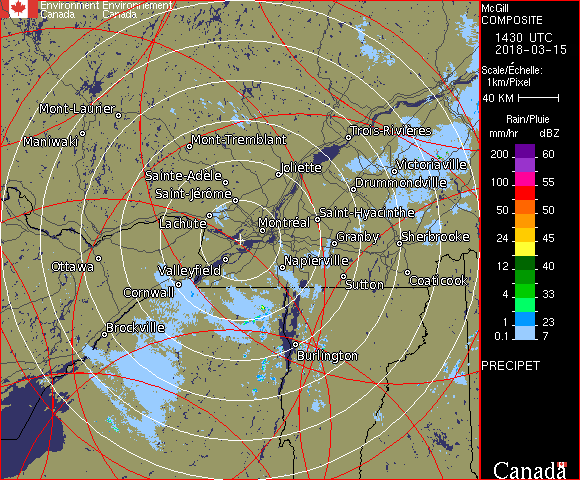 Environment Environnement
Canada Canada
McGill
COMPOSITE
1430 UTC
2018-03-15
Scale/Échelle:
1km/Pixel
40 KM
Rain/Pluie
mm/hr dBZ
200 60
100 55
50 50
24 45
12 40
4 33
1 23
0.1 7
PRECIPET
Canada
Mont-Laurier
Maniwaki
Mont-Tremblant
Trois-Rivières
Sainte-Adèle
Joliette
Victoriaville
Saint-Jérôme
Drummondville
Lachute
Montréal
Saint-Hyacinthe
Granby
Sherbrooke
Ottawa
Valleyfield
Napierville
Cornwall
Sutton
Coaticook
Brockville
Burlington